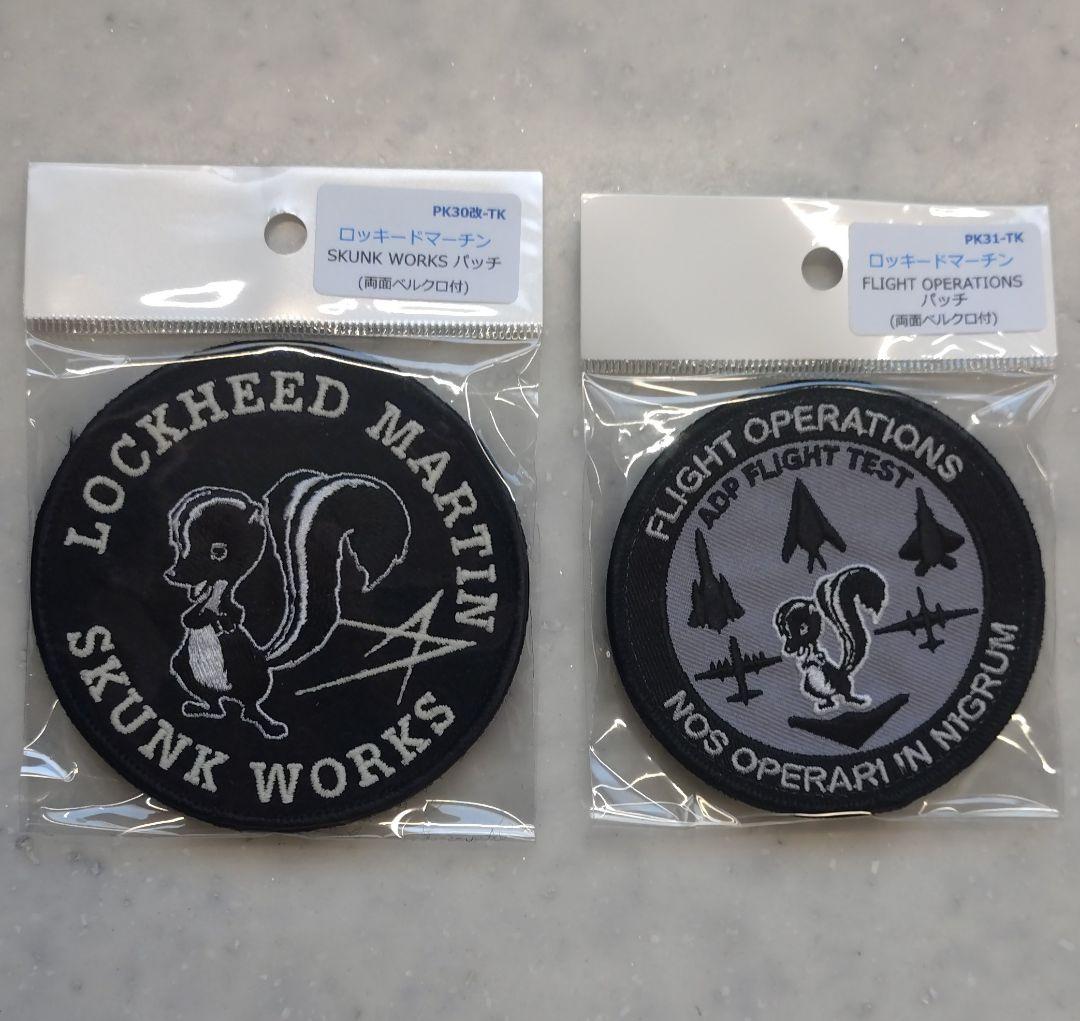 PK30改-TK
ロッキードマーチン
SKUNK WORKS パッチ
(両面ベルクロ付)
LOCKHEED MARTIN
SKUNK WORKS
PK31-TK
ロッキードマーチン
FLIGHT OPERATIONS
パッチ
(両面ベルクロ付)
FLIGHT OPERATIONS
ADP FLIGHT TEST
NOS OPERARI IN NIGRUM